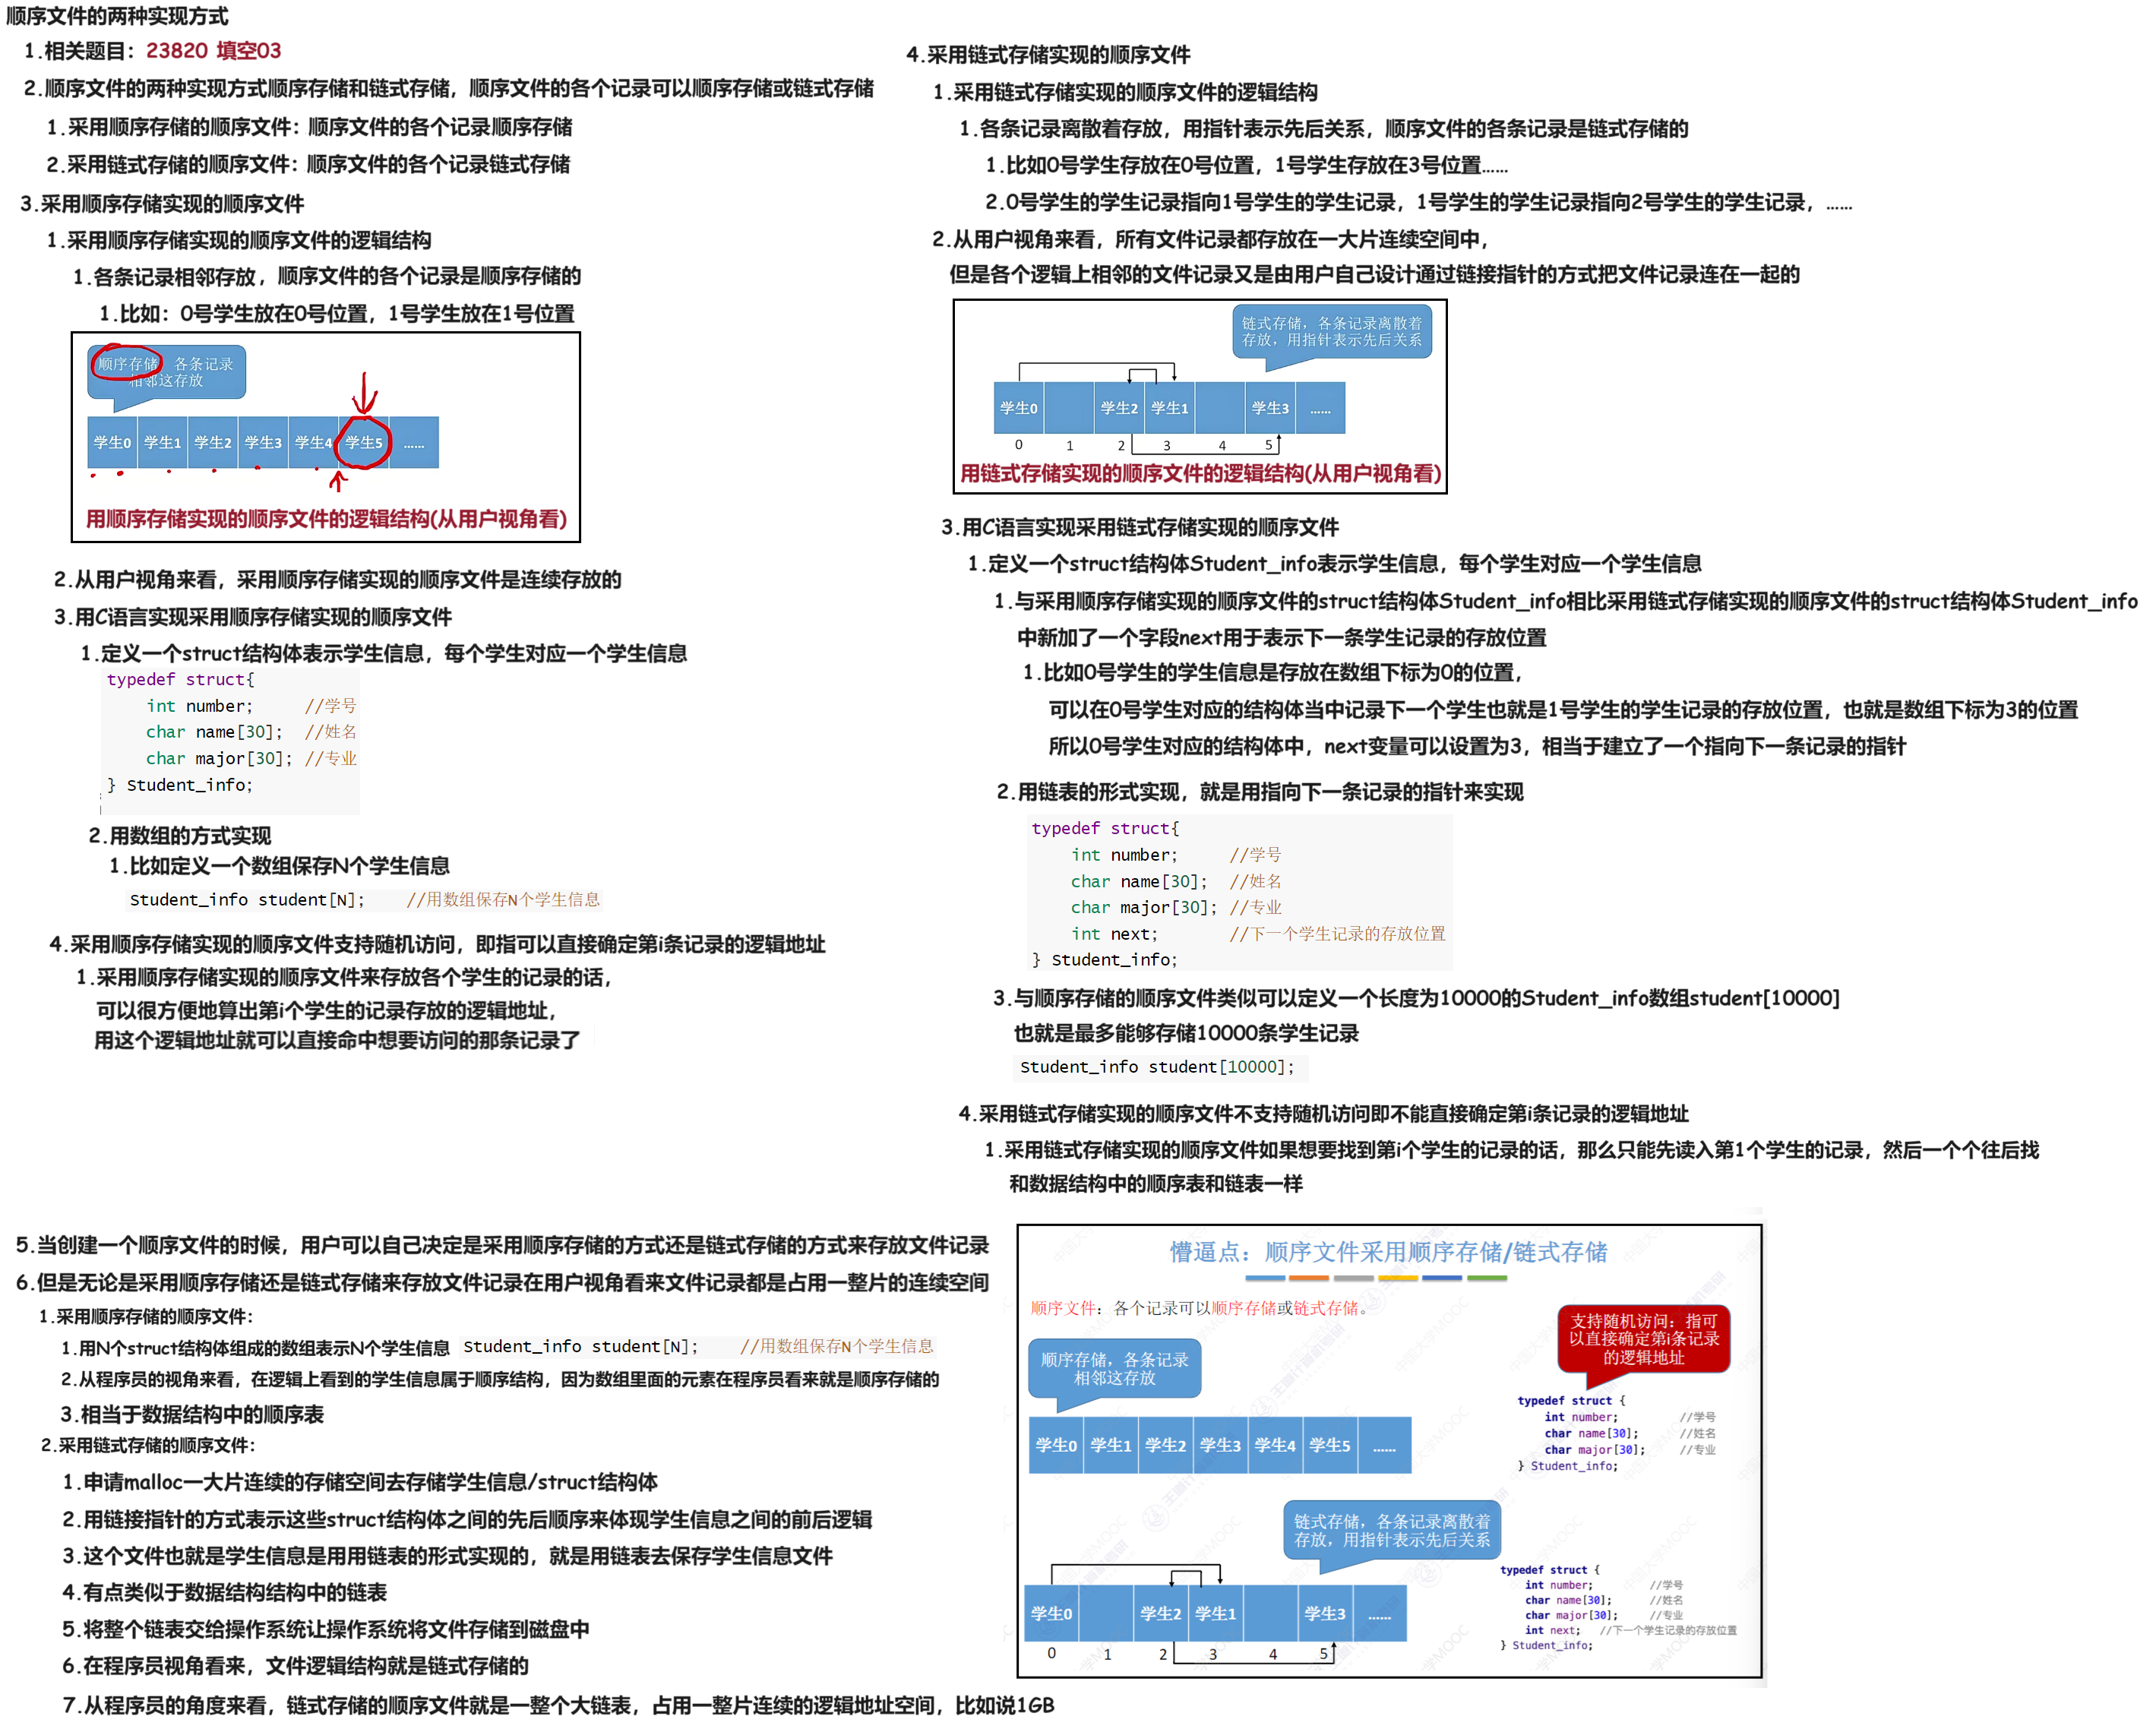 顺序文件的两种实现方式
1.相关题目：23820 填空03
2.顺序文件的两种实现方式顺序存储和链式存储，顺序文件的各个记录可以顺序存储或链式存储
1.采用顺序存储的顺序文件：顺序文件的各个记录顺序存储
2.采用链式存储的顺序文件：顺序文件的各个记录链式存储
3.采用顺序存储实现的顺序文件
1.采用顺序存储实现的顺序文件的逻辑结构
1.各条记录相邻存放，顺序文件的各个记录是顺序存储的
1.比如：0号学生放在0号位置，1号学生放在1号位置
顺序存储，各条记录
相邻这存放
学生0 学生1 学生2 学生3 学生4 学生5 ……
用顺序存储实现的顺序文件的逻辑结构(从用户视角看)
2.从用户视角来看，采用顺序存储实现的顺序文件是连续存放的
3.用C语言实现采用顺序存储实现的顺序文件
1.定义一个struct结构体表示学生信息，每个学生对应一个学生信息
typedef struct{
int number; //学号
char name[30]; //姓名
char major[30]; //专业
} Student_info;
2.用数组的方式实现
1.比如定义一个数组保存N个学生信息
Student_info student[N]; //用数组保存N个学生信息
4.采用顺序存储实现的顺序文件支持随机访问，即指可以直接确定第i条记录的逻辑地址
1.采用顺序存储实现的顺序文件来存放各个学生的记录的话，
可以很方便地算出第i个学生的记录存放的逻辑地址，
用这个逻辑地址就可以直接命中想要访问的那条记录了
4.采用链式存储实现的顺序文件
1.采用链式存储实现的顺序文件的逻辑结构
1.各条记录离散着存放，用指针表示先后关系，顺序文件的各条记录是链式存储的
1.比如0号学生存放在0号位置，1号学生存放在3号位置……
2.0号学生的学生记录指向1号学生的学生记录，1号学生的学生记录指向2号学生的学生记录，……
2.从用户视角来看，所有文件记录都存放在一大片连续空间中，
但是各个逻辑上相邻的文件记录又是由用户自己设计通过链接指针的方式把文件记录连在一起的
链式存储，各条记录离散着
存放，用指针表示先后关系
学生0 学生2 学生1 学生3 ……
0 1 2 3 4 5
用链式存储实现的顺序文件的逻辑结构(从用户视角看)
3.用C语言实现采用链式存储实现的顺序文件
1.定义一个struct结构体Student_info表示学生信息，每个学生对应一个学生信息
1.与采用顺序存储实现的顺序文件的struct结构体Student_info相比采用链式存储实现的顺序文件的struct结构体Student_info
中新加了一个字段next用于表示下一条学生记录的存放位置
1.比如0号学生的学生信息是存放在数组下标为0的位置，
可以在0号学生对应的结构体当中记录下一个学生也就是1号学生的学生记录的存放位置，也就是数组下标为3的位置
所以0号学生对应的结构体中，next变量可以设置为3，相当于建立了一个指向下一条记录的指针
2.用链表的形式实现，就是用指向下一条记录的指针来实现
typedef struct{
int number; //学号
char name[30]; //姓名
char major[30]; //专业
int next; //下一个学生记录的存放位置
} Student_info;
3.与顺序存储的顺序文件类似可以定义一个长度为10000的Student_info数组student[10000]
也就是最多能够存储10000条学生记录
Student_info student[10000];
4.采用链式存储实现的顺序文件不支持随机访问即不能直接确定第i条记录的逻辑地址
1.采用链式存储实现的顺序文件如果想要找到第i个学生的记录的话，那么只能先读入第1个学生的记录，然后一个个往后找
和数据结构中的顺序表和链表一样
5.当创建一个顺序文件的时候，用户可以自己决定是采用顺序存储的方式还是链式存储的方式来存放文件记录
6.但是无论是采用顺序存储还是链式存储来存放文件记录在用户视角看来文件记录都是占用一整片的连续空间
1.采用顺序存储的顺序文件：
1.用N个struct结构体组成的数组表示N个学生信息 Student_info student[N]; //用数组保存N个学生信息
2.从程序员的视角来看，在逻辑上看到的学生信息属于顺序结构，因为数组里面的元素在程序员看来就是顺序存储的
3.相当于数据结构中的顺序表
2.采用链式存储的顺序文件：
1.申请malloc一大片连续的存储空间去存储学生信息/struct结构体
2.用链接指针的方式表示这些struct结构体之间的先后顺序来体现学生信息之间的前后逻辑
3.这个文件也就是学生信息是用用链表的形式实现的，就是用链表去保存学生信息文件
4.有点类似于数据结构结构中的链表
5.将整个链表交给操作系统让操作系统将文件存储到磁盘中
6.在程序员视角看来，文件逻辑结构就是链式存储的
7.从程序员的角度来看，链式存储的顺序文件就是一整个大链表，占用一整片连续的逻辑地址空间，比如说1GB
懵逼点：顺序文件采用顺序存储/链式存储
顺序文件：各个记录可以顺序存储或链式存储。
顺序存储，各条记录
相邻这存放
学生0 学生1 学生2 学生3 学生4 学生5 ……
支持随机访问：指可
以直接确定第i条记录
的逻辑地址
typedef struct {
int number; //学号
char name[30]; //姓名
char major[30]; //专业
} Student_info;
链式存储，各条记录离散着
存放，用指针表示先后关系
学生0 学生2 学生1 学生3 ……
0 1 2 3 4 5
typedef struct {
int number; //学号
char name[30]; //姓名
char major[30]; //专业
int next; //下一个学生记录的存放位置
} Student_info;